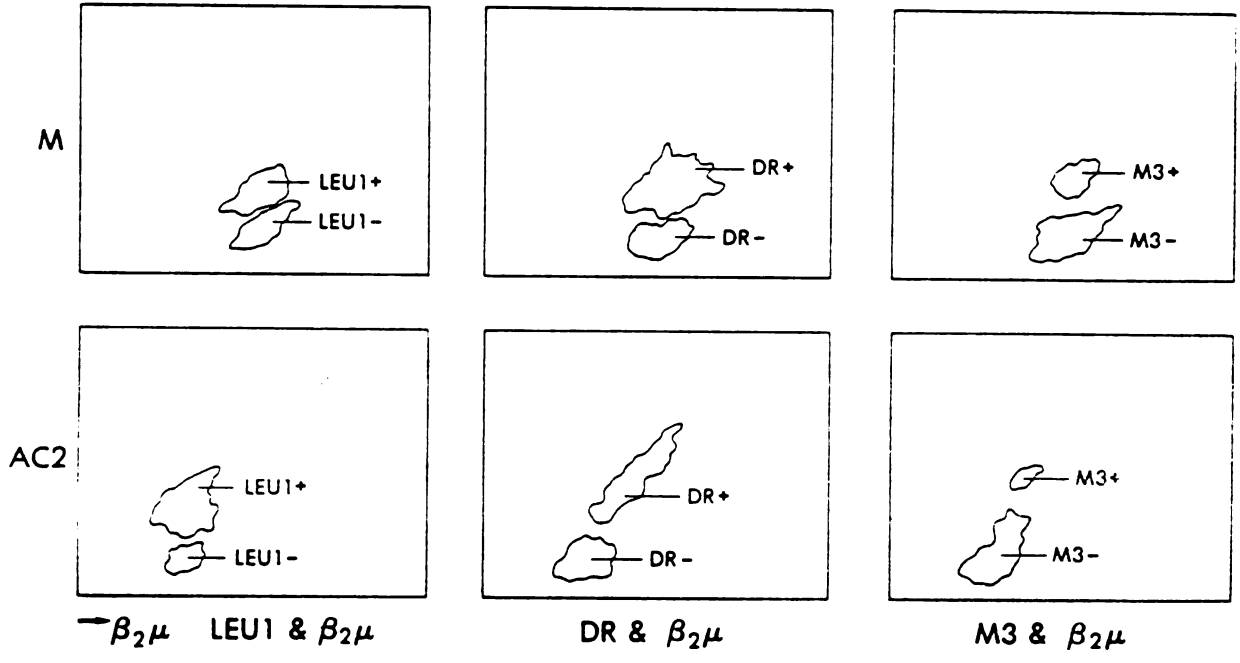 M
LEU1+
LEU1-
DR+
DR-
M3+
M3-
AC2
LEU1+
LEU1-
DR+
DR-
M3+
M3-
→β₂μ LEU1 & β₂μ
DR & β₂μ
M3 & β₂μ